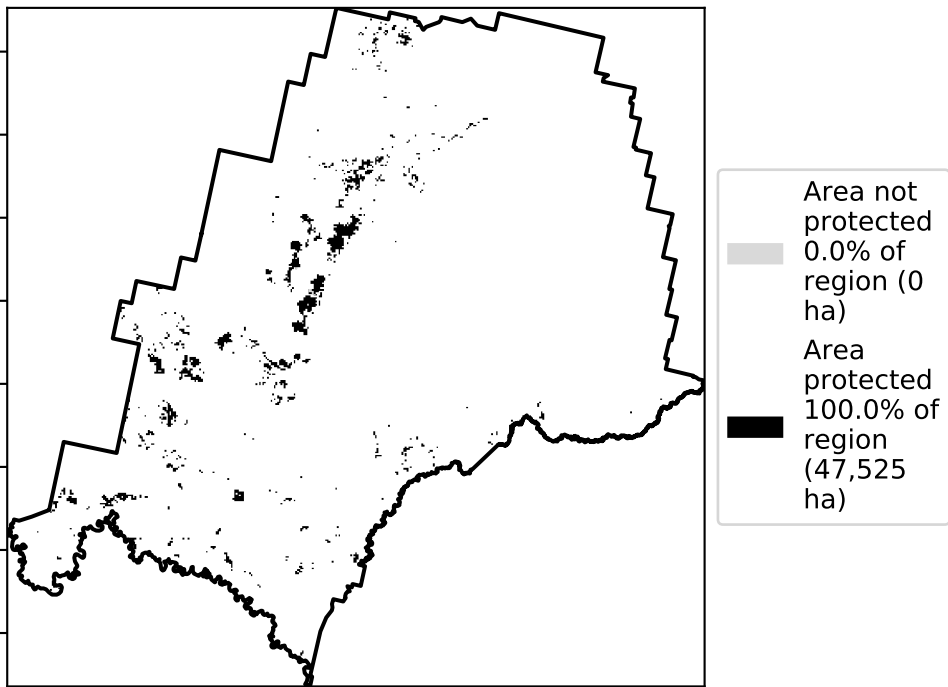 Area not
protected
0.0% of
region (0
ha)
Area
protected
100.0% of
region
(47,525
ha)